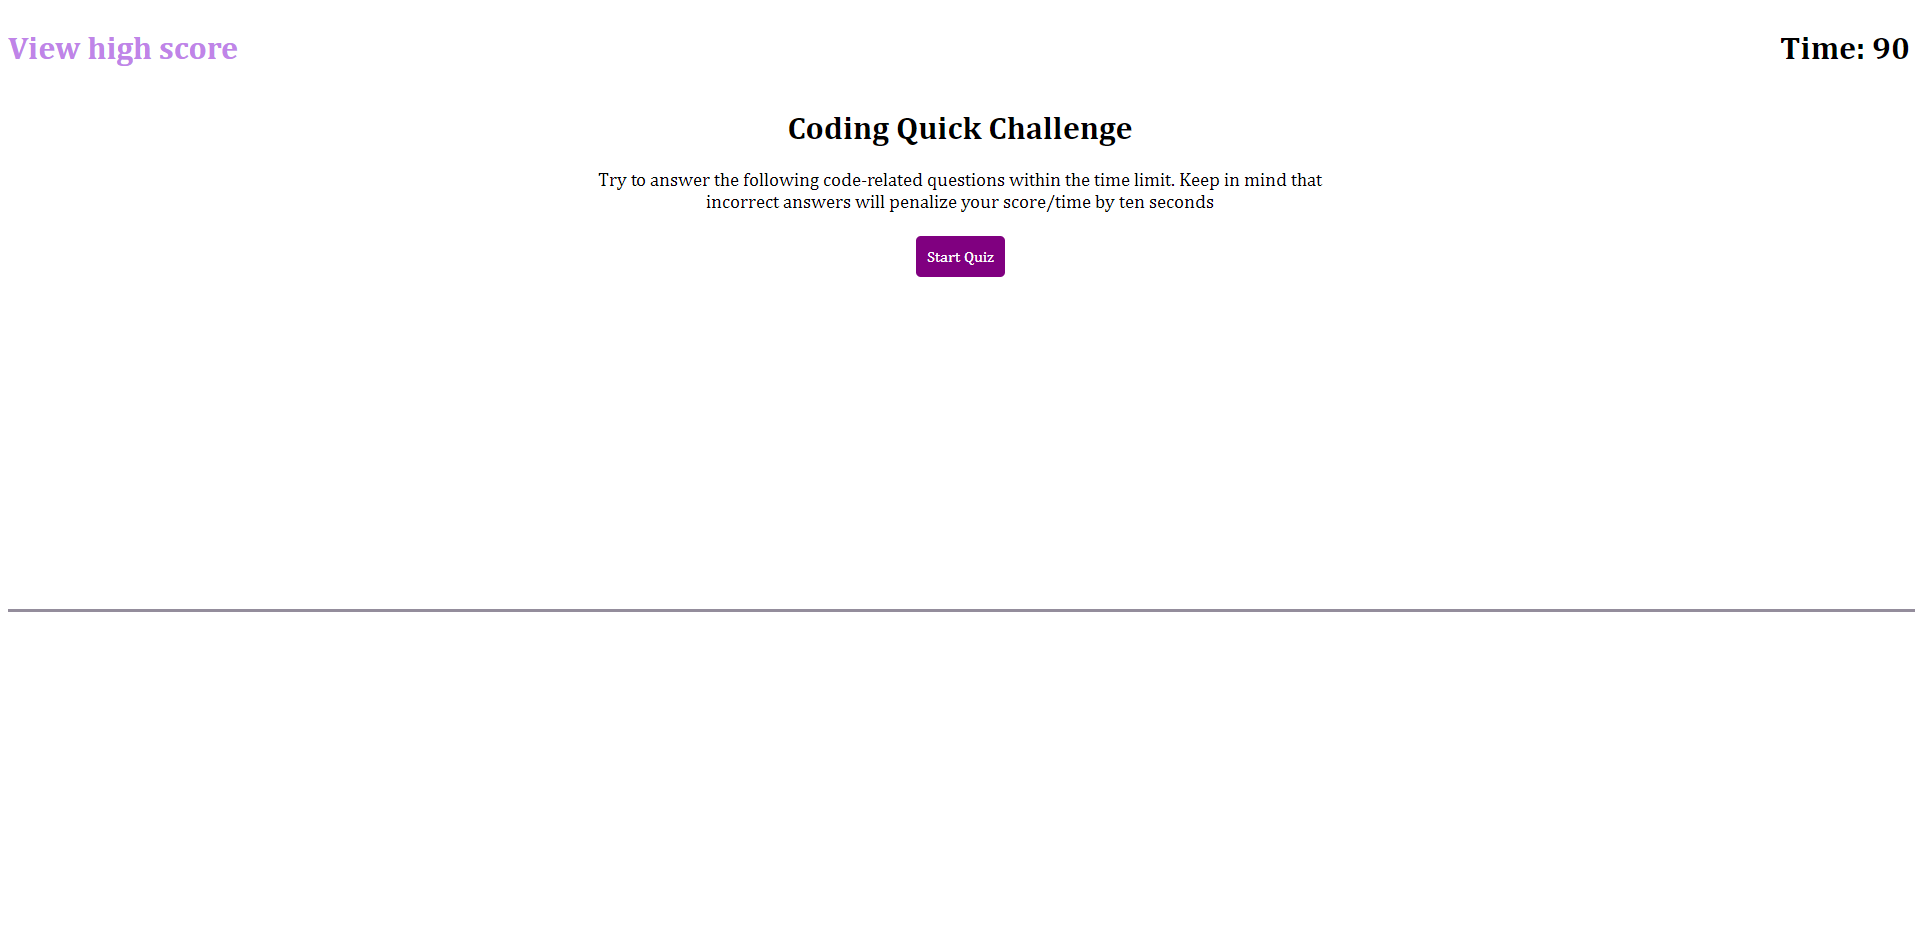 View high score
Time: 90
Coding Quick Challenge
Try to answer the following code-related questions within the time limit. Keep in mind that
incorrect answers will penalize your score/time by ten seconds
Start Quiz